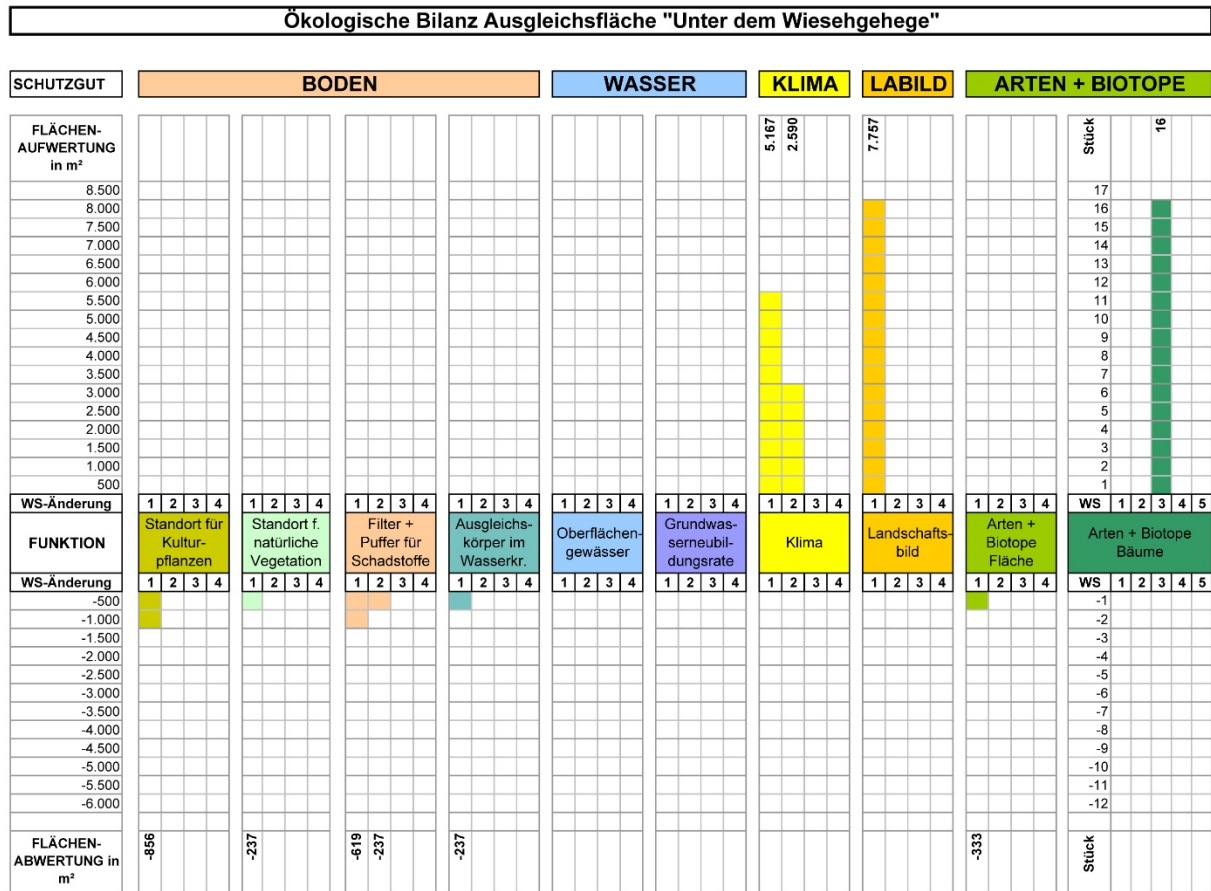 Ökologische Bilanz Ausgleichsfläche "Unter dem Wiesehgehege"
SCHUTZGUT BODEN WASSER KLIMA LABILD ARTEN + BIOTOPE
FLÄCHEN-
AUFWERTUNG
in m²
5.167 2.590 7.757 Stück 16
8.500 17
8.000 16
7.500 15
7.000 14
6.500 13
6.000 12
5.500 11
5.000 10
4.500 9
4.000 8
3.500 7
3.000 6
2.500 5
2.000 4
1.500 3
1.000 2
500 1
WS-Änderung 1 2 3 4 1 2 3 4 1 2 3 4 1 2 3 4 1 2 3 4 1 2 3 4 1 2 3 4 1 2 3 4 1 2 3 4 WS 1 2 3 4 5
FUNKTION
Standort für
Kultur-
pflanzen
Standort f.
natürliche
Vegetation
Filter +
Puffer für
Schadstoffe
Ausgleichs-
körper im
Wasserkr.
Oberflächen-
gewässer
Grundwas-
serneubil-
dungsrate
Klima
Landschafts-
bild
Arten +
Biotope
Fläche
Arten + Biotope
Bäume
WS-Änderung 1 2 3 4 1 2 3 4 1 2 3 4 1 2 3 4 1 2 3 4 1 2 3 4 1 2 3 4 1 2 3 4 1 2 3 4 WS 1 2 3 4 5
-500 -1
-1.000 -2
-1.500 -3
-2.000 -4
-2.500 -5
-3.000 -6
-3.500 -7
-4.000 -8
-4.500 -9
-5.000 -10
-5.500 -11
-6.000 -12
FLÄCHEN-
ABWERTUNG in
m²
-856 -237 -619 -237 -237 -333 Stück